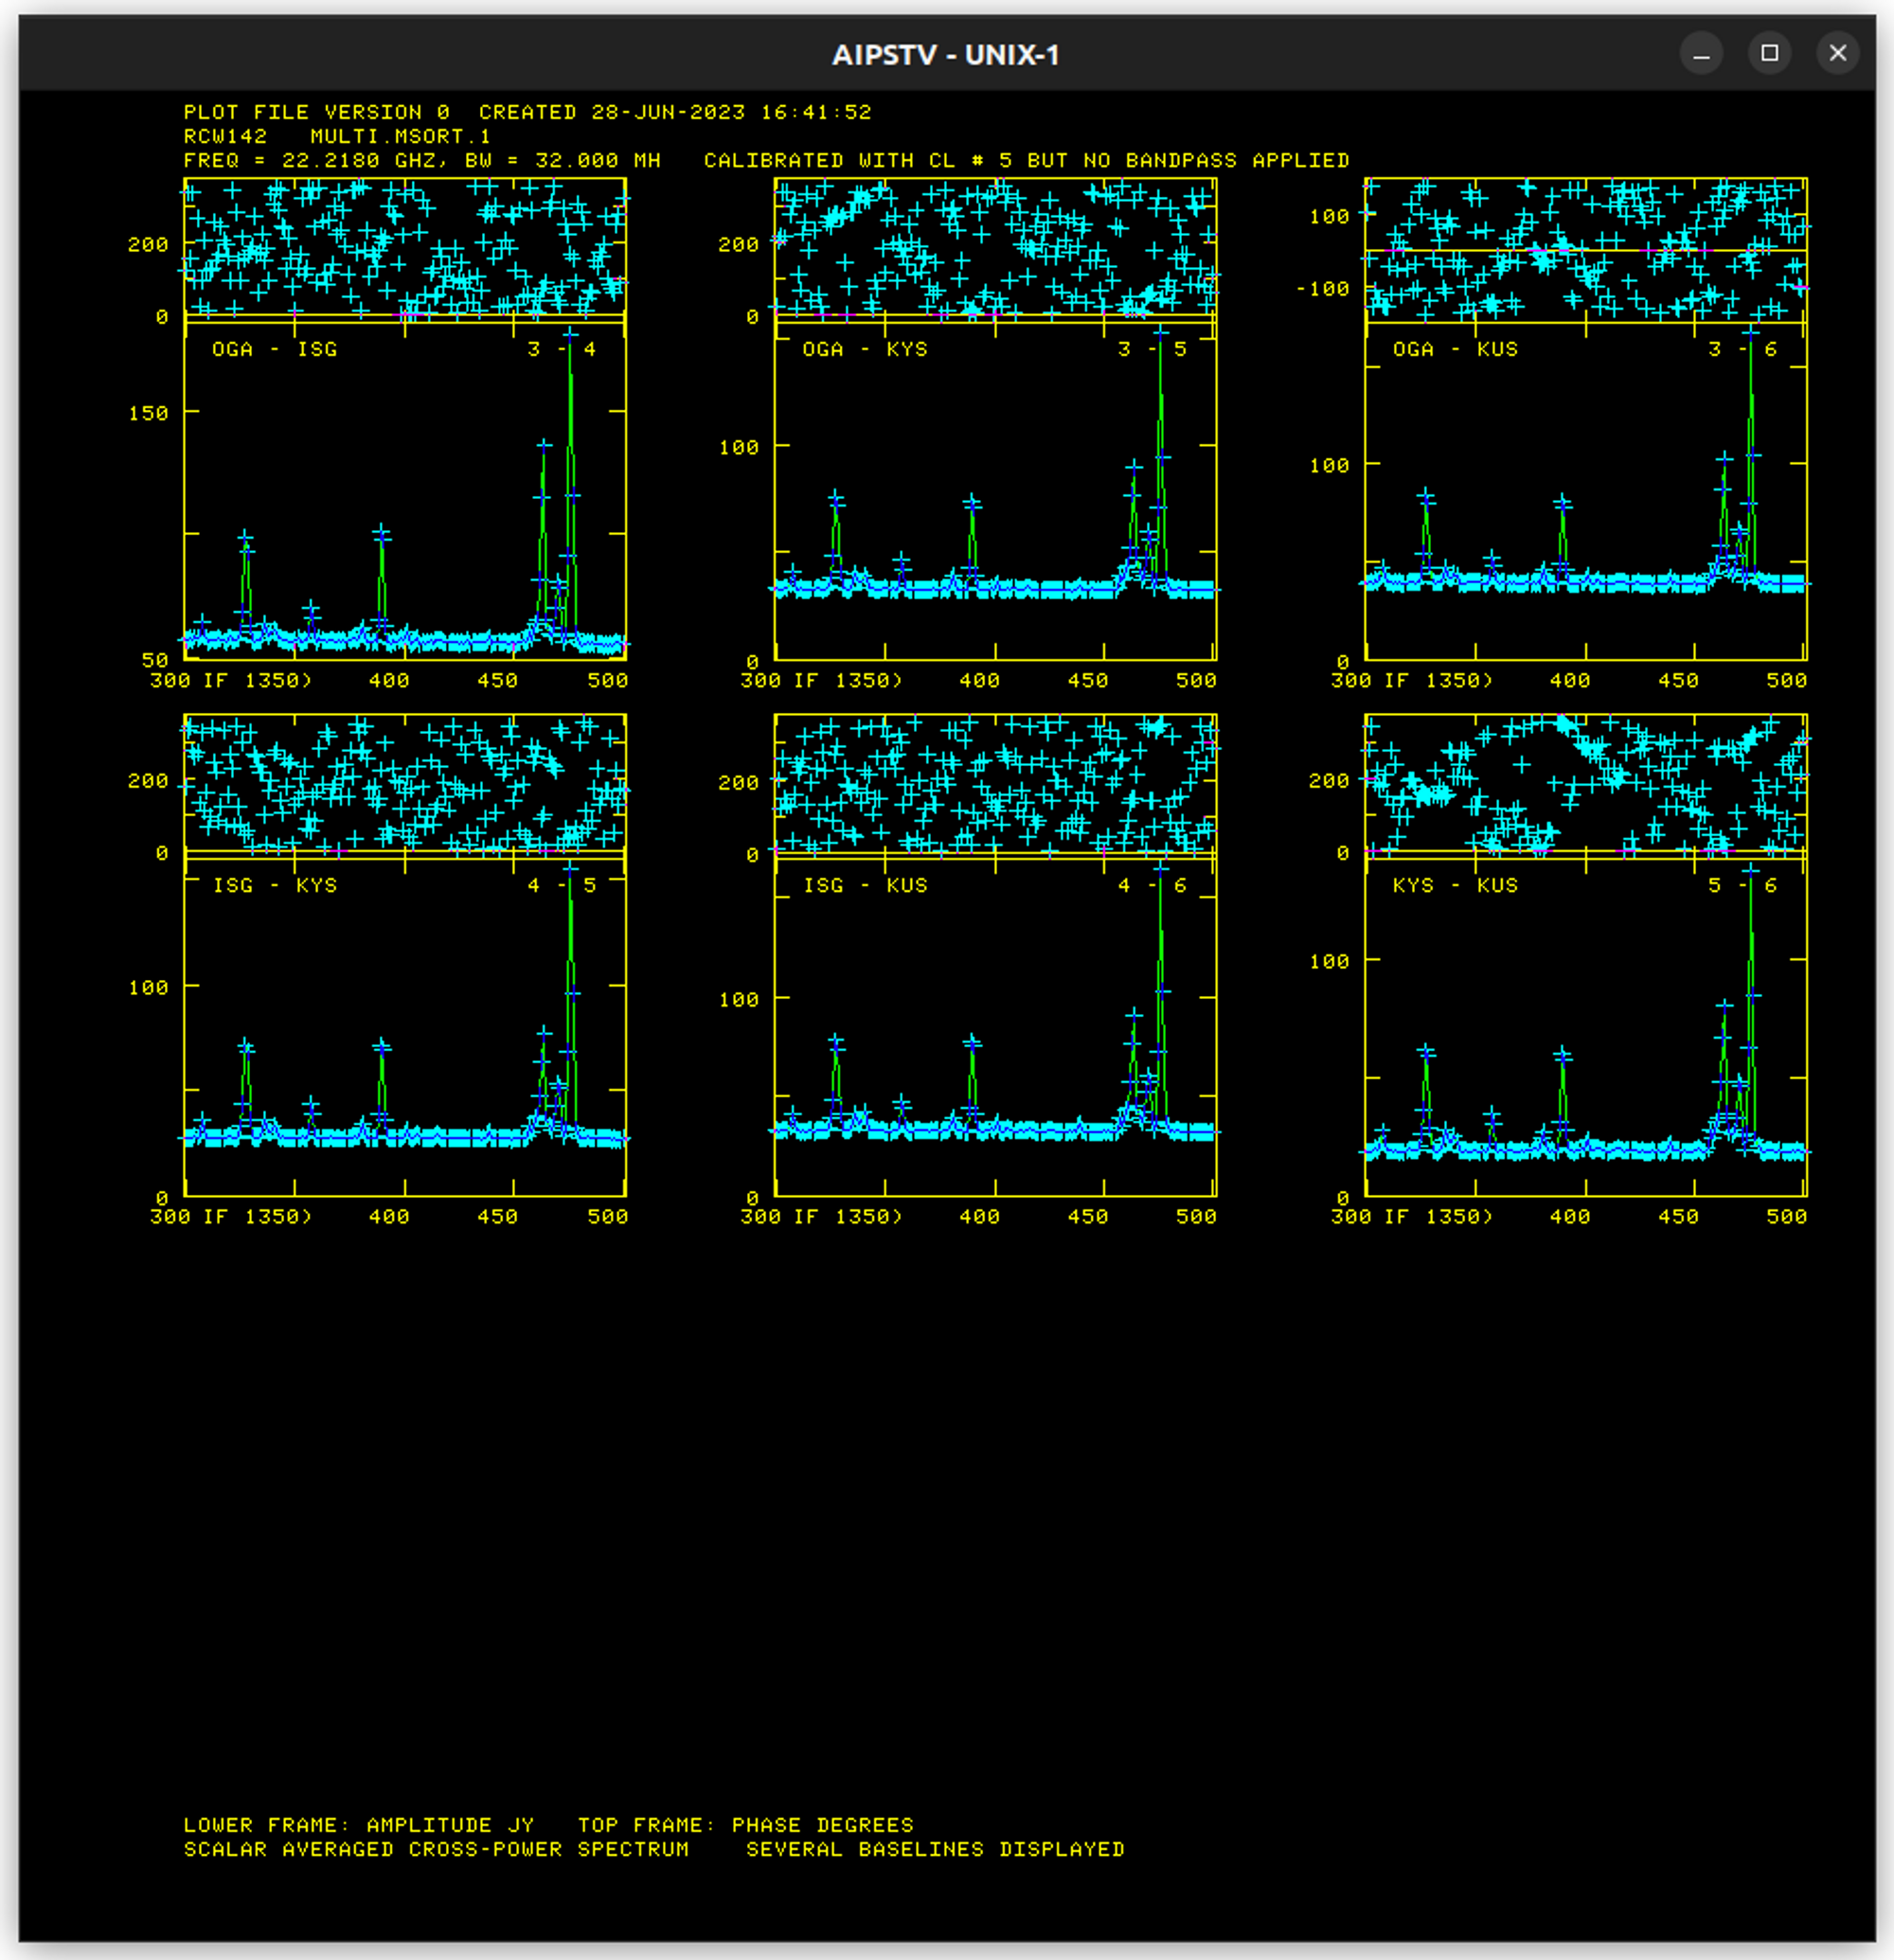 AIPSTV - UNIX-1
PLOT FILE VERSION 0 CREATED 28-JUN-2023 16:41:52
RCW142 MULTI.MSORT.1
FREQ = 22.2180 GHZ, BW = 32.000 MH CALIBRATED WITH CL # 5 BUT NO BANDPASS APPLIED
200
0
OGA - ISG 3 - 4
150
50
300 IF 1350) 400 450 500
200
0
OGA - KYS 3 - 5
100
0
300 IF 1350) 400 450 500
100
-100
OGA - KUS 3 - 6
100
0
300 IF 1350) 400 450 500
200
0
ISG - KYS 4 - 5
100
0
300 IF 1350) 400 450 500
200
0
ISG - KUS 4 - 6
100
0
300 IF 1350) 400 450 500
200
0
KYS - KUS 5 - 6
100
0
300 IF 1350) 400 450 500
LOWER FRAME: AMPLITUDE JY TOP FRAME: PHASE DEGREES
SCALAR AVERAGED CROSS-POWER SPECTRUM SEVERAL BASELINES DISPLAYED